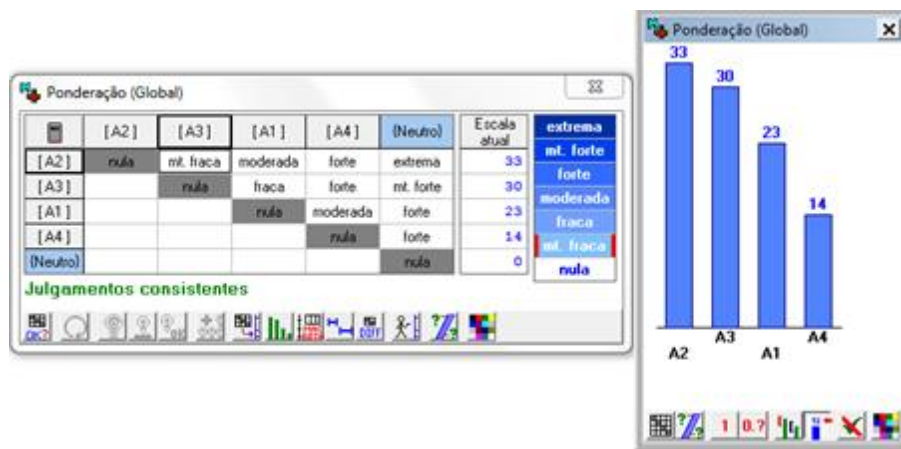 Ponderação (Global)
[ A2 ] [ A3 ] [ A1 ] [ A4 ] (Neutro) Escala atual
[ A2 ] nula mt. fraca moderada forte extrema 33
[ A3 ] nula fraca forte mt. forte 30
[ A1 ] nula moderada forte 23
[ A4 ] nula forte 14
(Neutro) nula 0
extrema
mt. forte
forte
moderada
fraca
mt. fraca
nula
Julgamentos consistentes
Ponderação (Global)
33
30
23
14
A2 A3 A1 A4
1 0.?